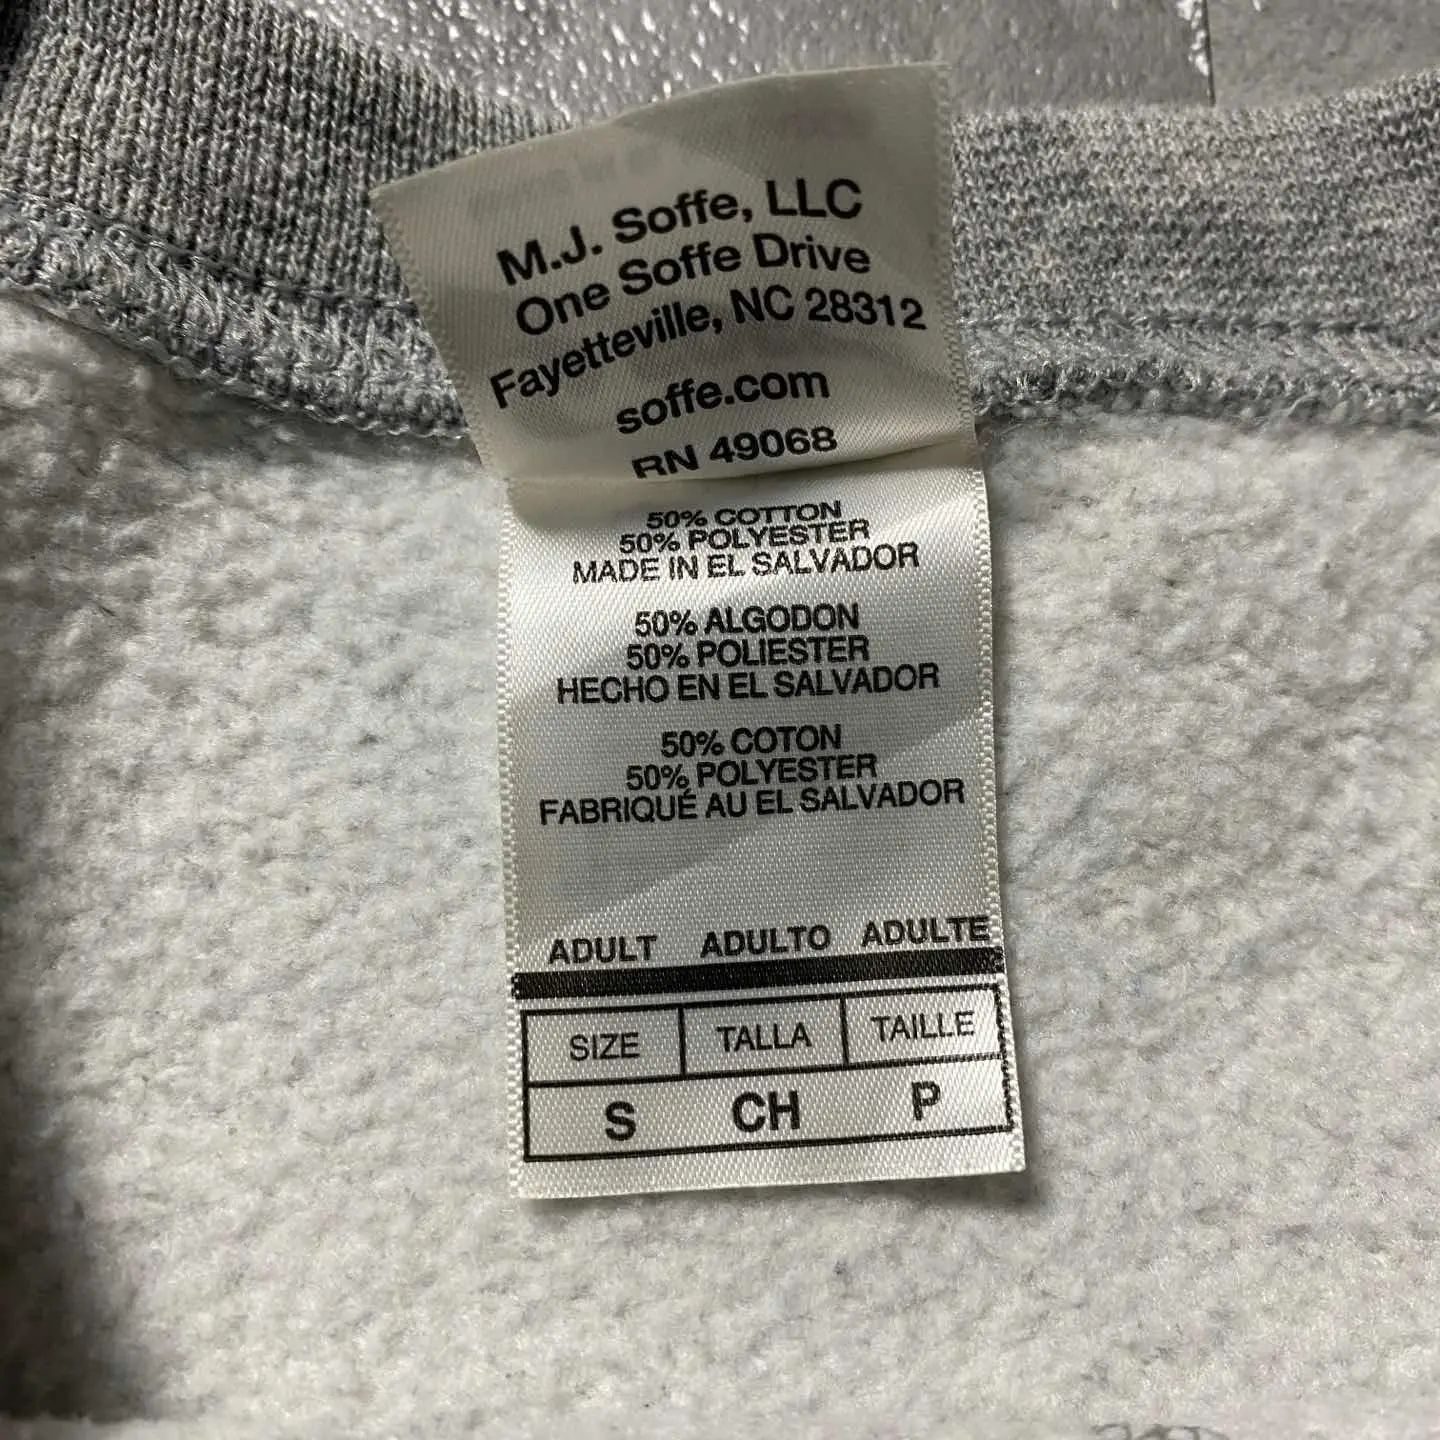 M.J. Soffe, LLC
One Soffe Drive
Fayetteville, NC 28312
soffe.com
RN 49068
50% COTTON
50% POLYESTER
MADE IN EL SALVADOR
50% ALGODON
50% POLIESTER
HECHO EN EL SALVADOR
50% COTON
50% POLYESTER
FABRIQUÉ AU EL SALVADOR
ADULT ADULTO ADULTE
SIZE TALLA TAILLE
S CH P